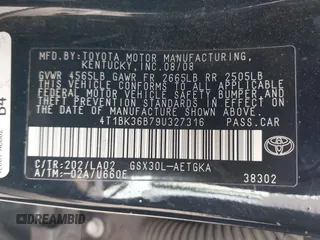 MFD. BY: TOYOTA MOTOR MANUFACTURING,
KENTUCKY, INC. 08/09
GVWR 4565LB GAWR FR 2665LB RR 2505LB
THIS VEHICLE CONFORMS TO ALL APPLICABLE
FEDERAL MOTOR VEHICLE SAFETY, BUMPER, AND
THEFT PREVENTION STANDARDS IN EFFECT ON
THE DATE OF MANUFACTURE SHOWN ABOVE.
4T1BK36B79U327316 PASS.CAR
C/TR:202/LA02 GSX30L-AETGKA
A/TM:-02A/U660E
38302
B4